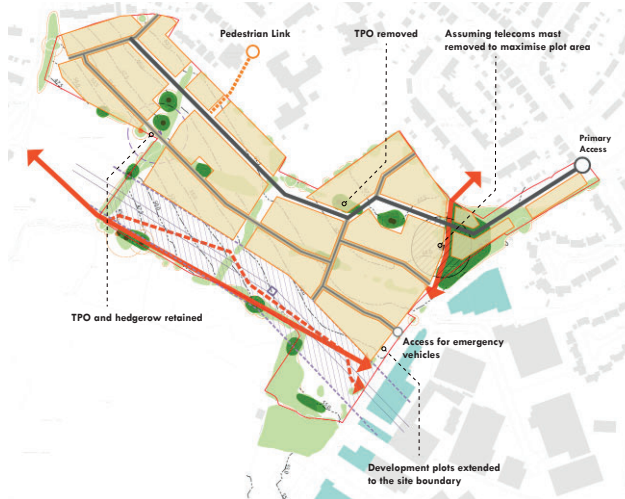 Pedestrian Link
TPO removed
Assuming telecoms mast
removed to maximise plot area
Primary
Access
TPO and hedgerow retained
Access for emergency
vehicles
Development plots extended
to the site boundary